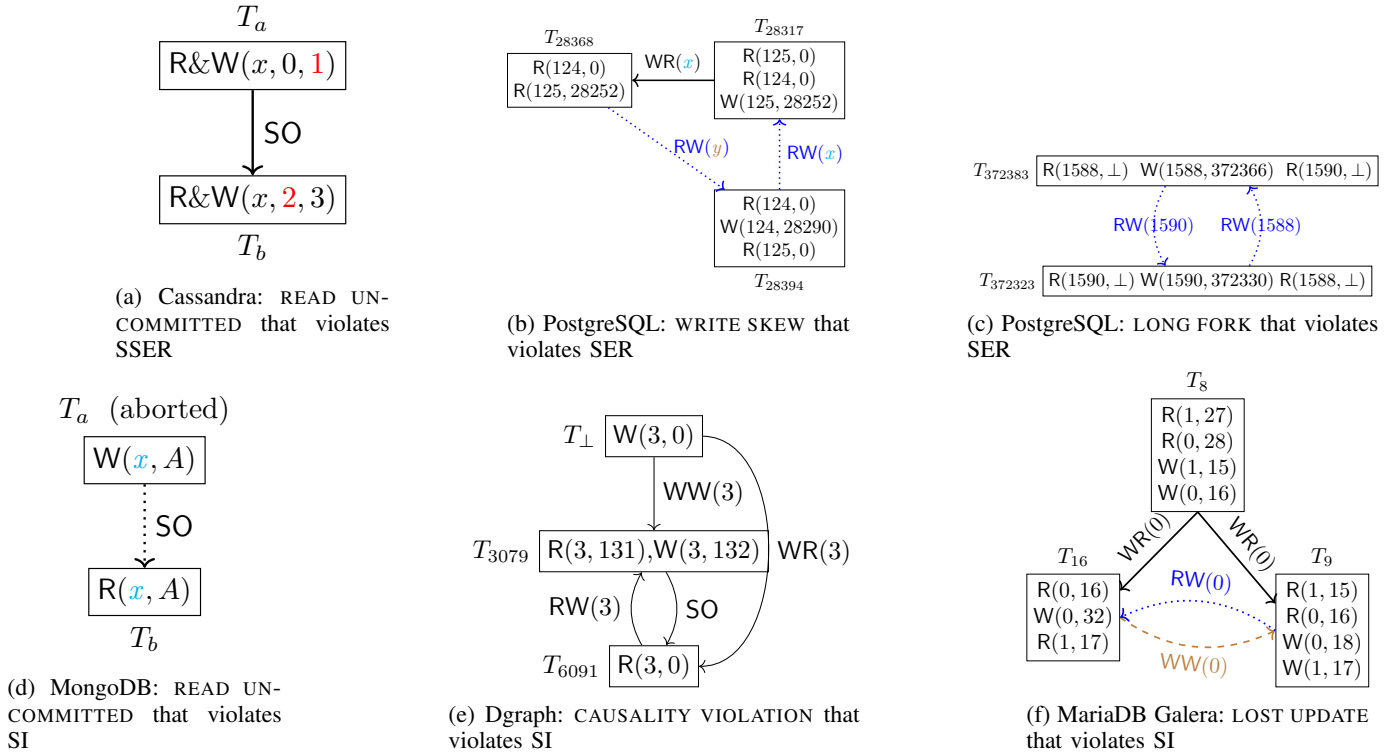 T_a
R&W(x, 0, 1)
SO
R&W(x, 2, 3)
T_b
(a) Cassandra: READ UN-
COMMITTED that violates
SSER
T_28368
R(124, 0)
R(125, 28252)
WR(x)
T_28317
R(125, 0)
R(124, 0)
W(125, 28252)
RW(y)
RW(x)
R(124, 0)
W(124, 28290)
R(125, 0)
T_28394
(b) PostgreSQL: WRITE SKEW that
violates SER
T_372383 R(1588, ⊥) W(1588, 372366) R(1590, ⊥)
RW(1590) RW(1588)
T_372323 R(1590, ⊥) W(1590, 372330) R(1588, ⊥)
(c) PostgreSQL: LONG FORK that violates
SER
T_a (aborted)
W(x, A)
SO
R(x, A)
T_b
(d) MongoDB: READ UN-
COMMITTED that violates
SI
T_⊥ W(3, 0)
WW(3)
T_3079 R(3, 131),W(3, 132) WR(3)
RW(3) SO
T_6091 R(3, 0)
(e) Dgraph: CAUSALITY VIOLATION that
violates SI
T_8
R(1, 27)
R(0, 28)
W(1, 15)
W(0, 16)
WR(0) WR(0)
T_16
R(0, 16)
W(0, 32)
R(1, 17)
RW(0)
WW(0)
T_9
R(1, 15)
R(0, 16)
W(0, 18)
W(1, 17)
(f) MariaDB Galera: LOST UPDATE
that violates SI